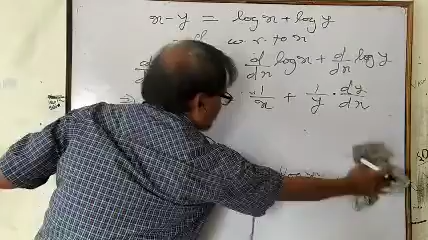 x - y = log x + log y
w.r. to x
d/dx log x + d/dx log y
⇒ 1/x + 1/y · dy/dx